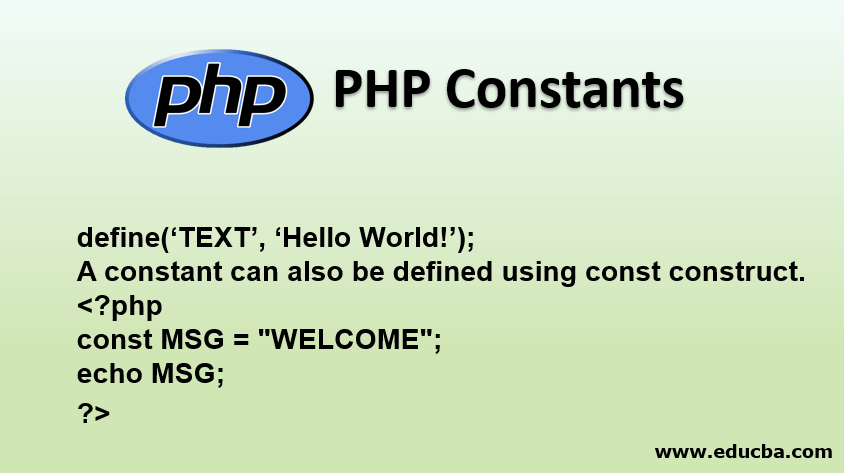 php PHP Constants
define(‘TEXT’, ‘Hello World!’);
A constant can also be defined using const construct.
<?php
const MSG = "WELCOME";
echo MSG;
?>
www.educba.com